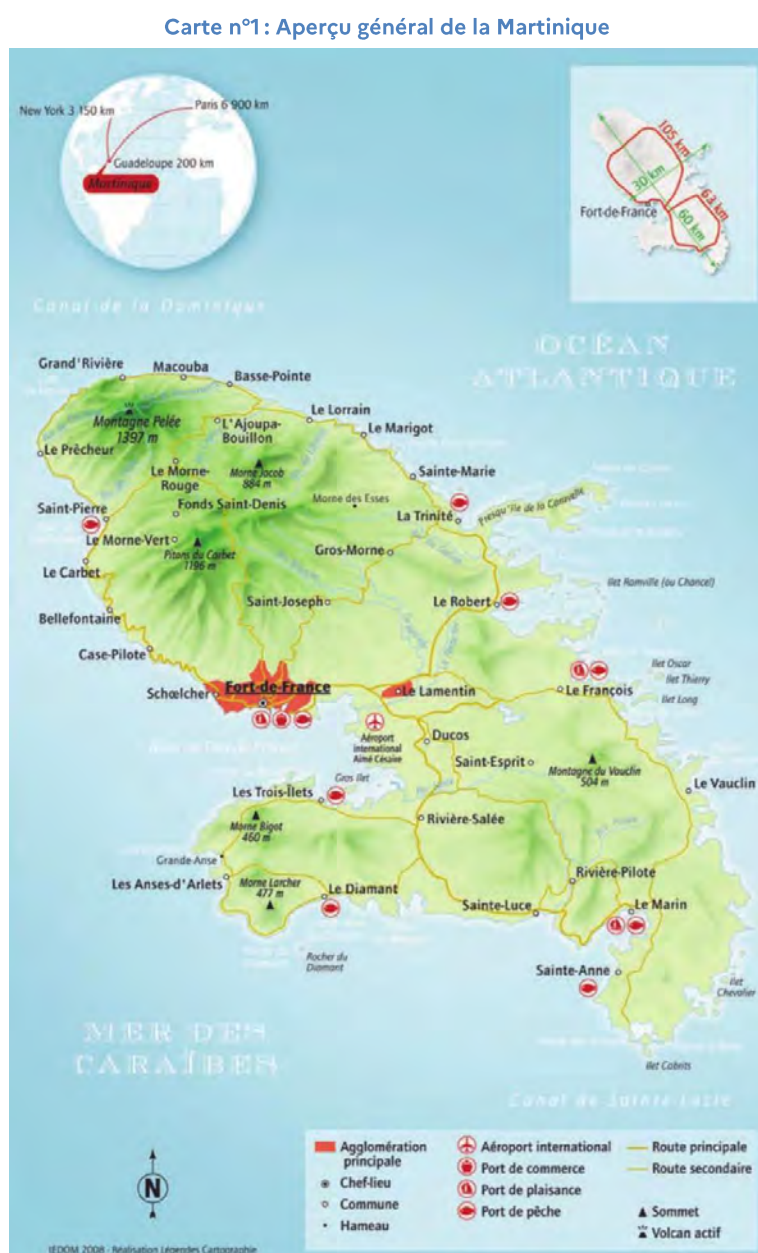 Carte n°1 : Aperçu général de la Martinique
New York 3 150 km
Paris 6 900 km
Guadeloupe 200 km
Martinique
105 km
30 km
63 km
Fort-de-France
60 km
Canal de la Dominique
OCÉAN
ATLANTIQUE
Grand'Rivière
Macouba
Basse-Pointe
Montagne Pelée
1397 m
L'Ajoupa-
Bouillon
Le Lorrain
Le Marigot
Le Prêcheur
Le Morne-
Rouge
Morne Jacob
884 m
Sainte-Marie
Saint-Pierre
Fonds Saint-Denis
Morne des Esses
La Trinité
Presqu'île de la Caravelle
Le Morne-Vert
Pitons du Carbet
1196 m
Gros-Morne
Le Carbet
Ilet Ramville (ou Chancel)
Saint-Joseph
Le Robert
Bellefontaine
Case-Pilote
Ilet Oscar
Ilet Thierry
Ilet Long
Schœlcher
Fort-de-France
Le Lamentin
Le François
Aéroport
international
Aimé Césaire
Ducos
Saint-Esprit
Montagne du Vauclin
504 m
Gros Ilet
Les Trois-Îlets
Le Vauclin
Morne Bigot
460 m
Rivière-Salée
Grande-Anse
Les Anses-d'Arlets
Morne Larcher
477 m
Le Diamant
Rivière-Pilote
Sainte-Luce
Le Marin
Rocher du
Diamant
Sainte-Anne
Ilet
Chevalier
MER DES
CARAÏBES
Ilet Cabrits
Canal de Sainte-Lucie
N
Agglomération
principale
Chef-lieu
Commune
Hameau
Aéroport international
Port de commerce
Port de plaisance
Port de pêche
Route principale
Route secondaire
Sommet
Volcan actif
IEDOM 2008 - Réalisation Légendes Cartographie